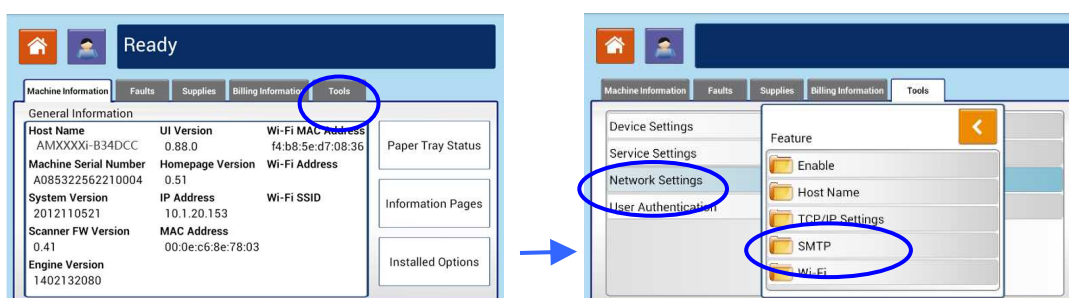 Ready
Machine Information Faults Supplies Billing Information Tools
General Information
Host Name UI Version Wi-Fi MAC Address
AMXXXXi-B34DCC 0.88.0 f4:b8:5e:d7:08:36
Machine Serial Number Homepage Version Wi-Fi Address
A085322562210004 0.51
System Version IP Address Wi-Fi SSID
2012110521 10.1.20.153
Scanner FW Version MAC Address
0.41 00:0e:c6:8e:78:03
Engine Version
1402132080
Paper Tray Status
Information Pages
Installed Options
Machine Information Faults Supplies Billing Information Tools
Device Settings
Service Settings
Network Settings
User Authentication
Feature
Enable
Host Name
TCP/IP Settings
SMTP
Wi-Fi